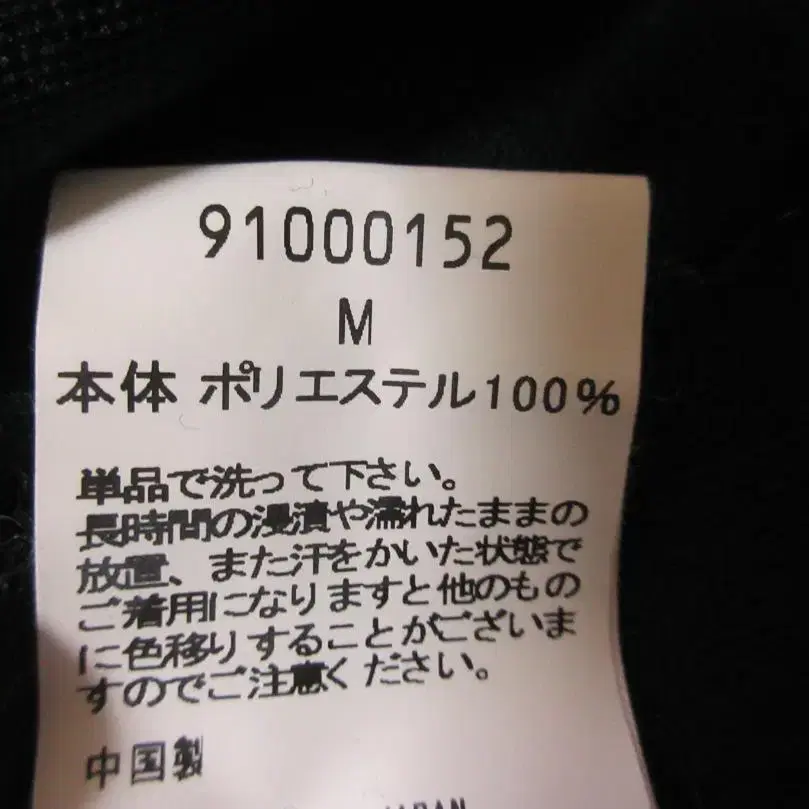 91000152
M
本体 ポリエステル100%
単品で洗って下さい。
長時間の浸漬や濡れたままの
放置、また汗をかいた状態で
ご着用になりますと他のもの
に色移りすることがございま
すのでご注意ください。
中国製
JAPAN